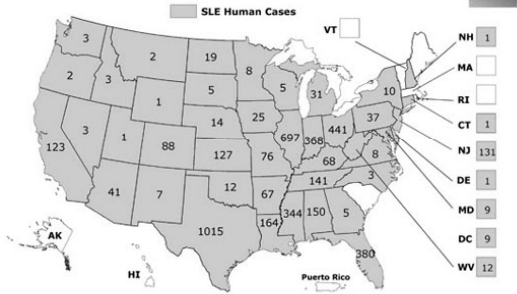 SLE Human Cases
VT
NH 1
3
2
19
8
MA
2
3
5
5
31
10
RI
1
14
25
37
CT 1
3
1
88
697
368
441
NJ 131
123
127
76
68
8
DE 1
41
7
12
67
141
3
MD 9
164
344
150
5
DC 9
1015
380
WV 12
AK
HI
Puerto Rico